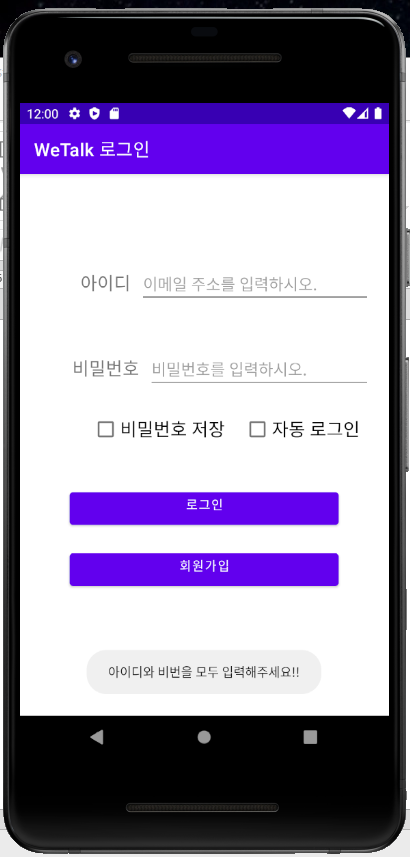 12:00
WeTalk 로그인
아이디 이메일 주소를 입력하시오.
비밀번호 비밀번호를 입력하시오.
비밀번호 저장 자동 로그인
로그인
회원가입
아이디와 비번을 모두 입력해주세요!!